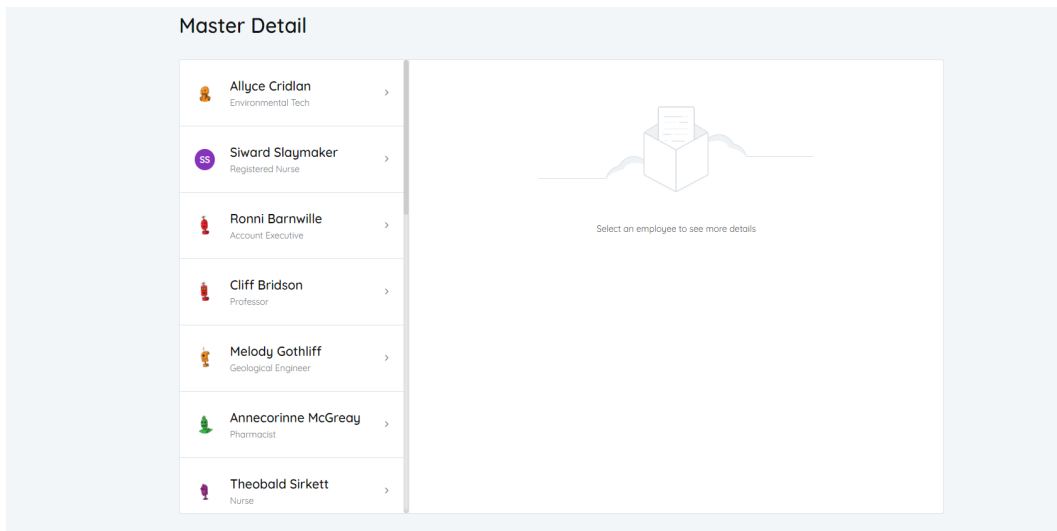 Master Detail
Allyce Cridlan
Environmental Tech
SS
Siward Slaymaker
Registered Nurse
Ronni Barnwille
Account Executive
Cliff Bridson
Professor
Melody Gothliff
Geological Engineer
Annecorinne McGreay
Pharmacist
Theobald Sirkett
Nurse
Select an employee to see more details